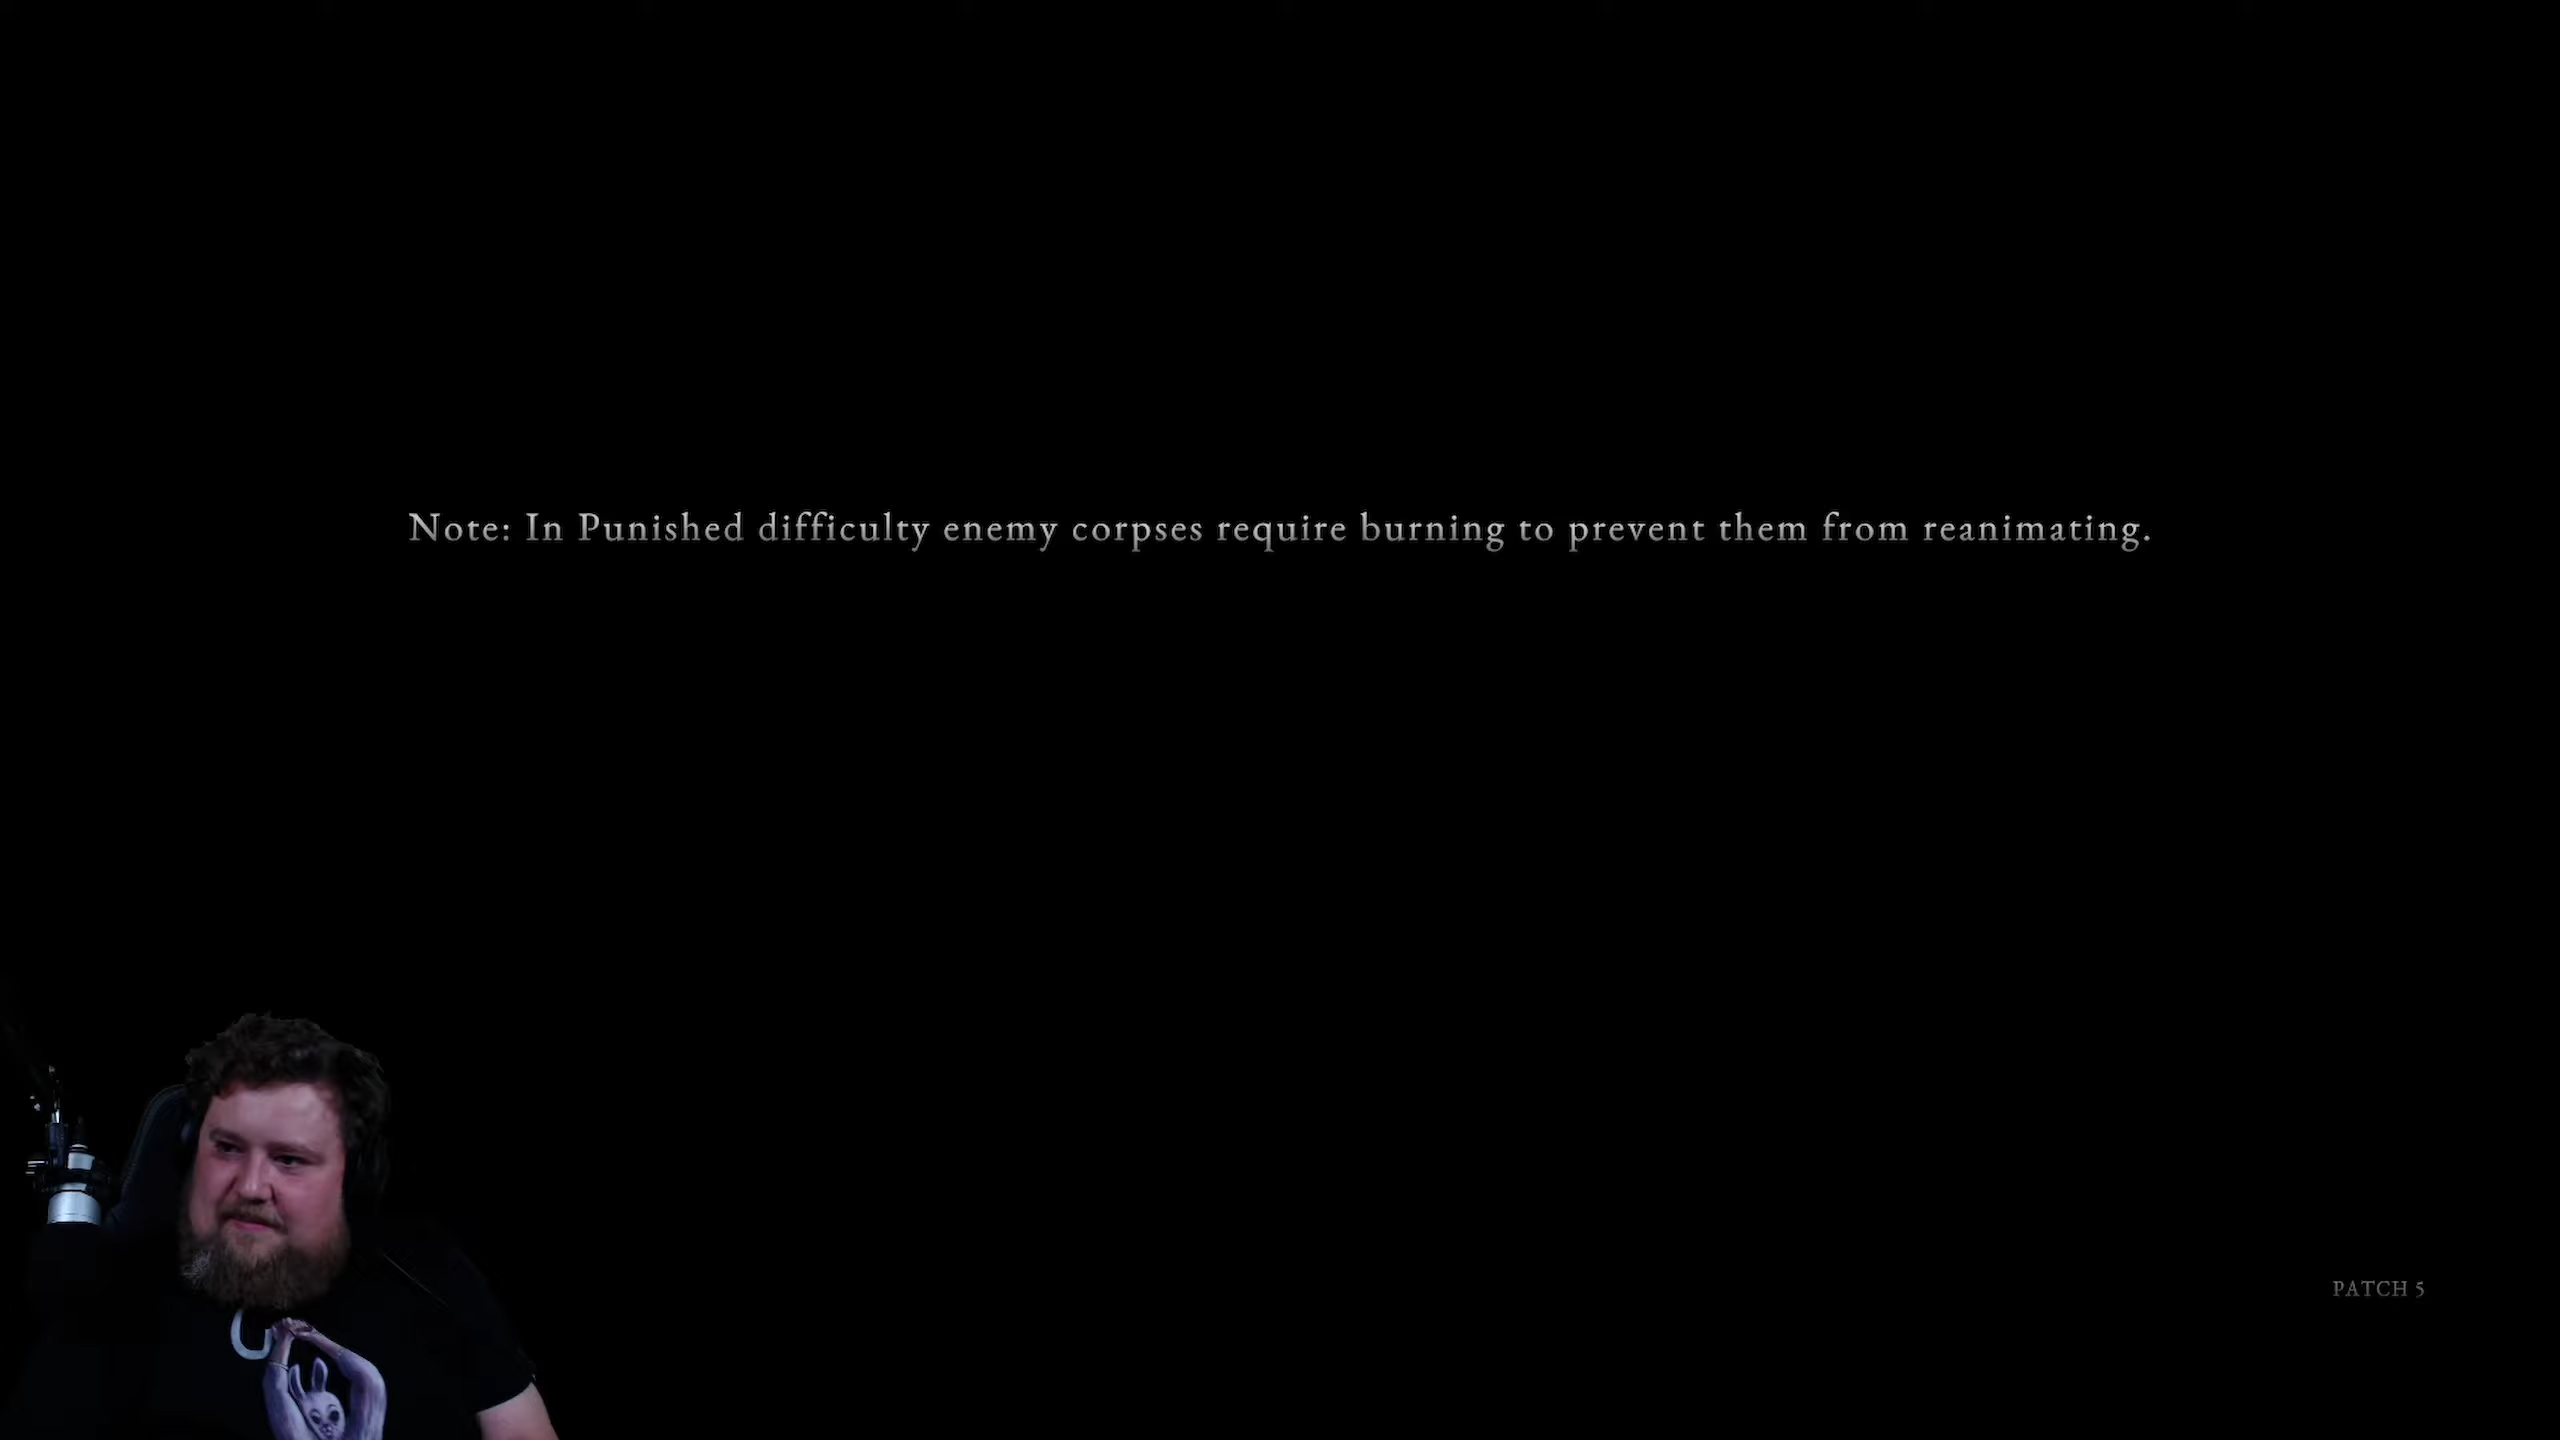 Note: In Punished difficulty enemy corpses require burning to prevent them from reanimating.
PATCH 5